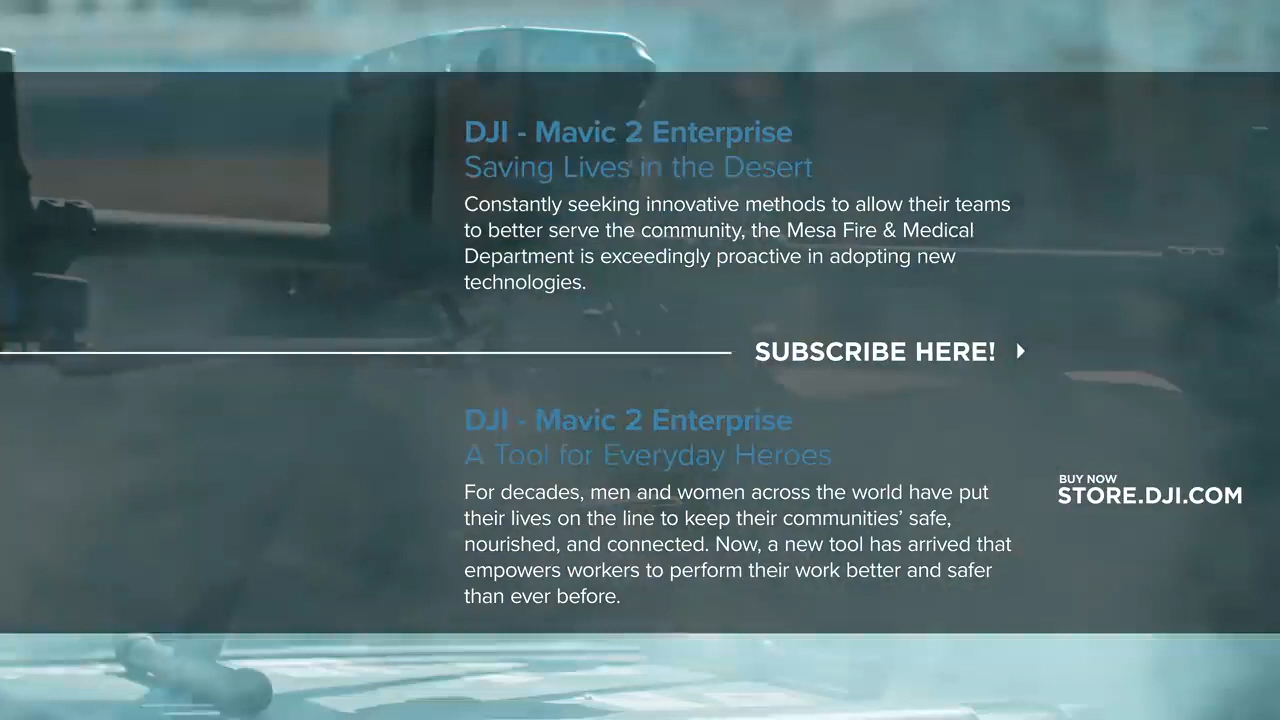 DJI - Mavic 2 Enterprise
Saving Lives in the Desert
Constantly seeking innovative methods to allow their teams
to better serve the community, the Mesa Fire & Medical
Department is exceedingly proactive in adopting new
technologies.
SUBSCRIBE HERE!
DJI - Mavic 2 Enterprise
A Tool for Everyday Heroes
For decades, men and women across the world have put
their lives on the line to keep their communities’ safe,
nourished, and connected. Now, a new tool has arrived that
empowers workers to perform their work better and safer
than ever before.
BUY NOW
STORE.DJI.COM